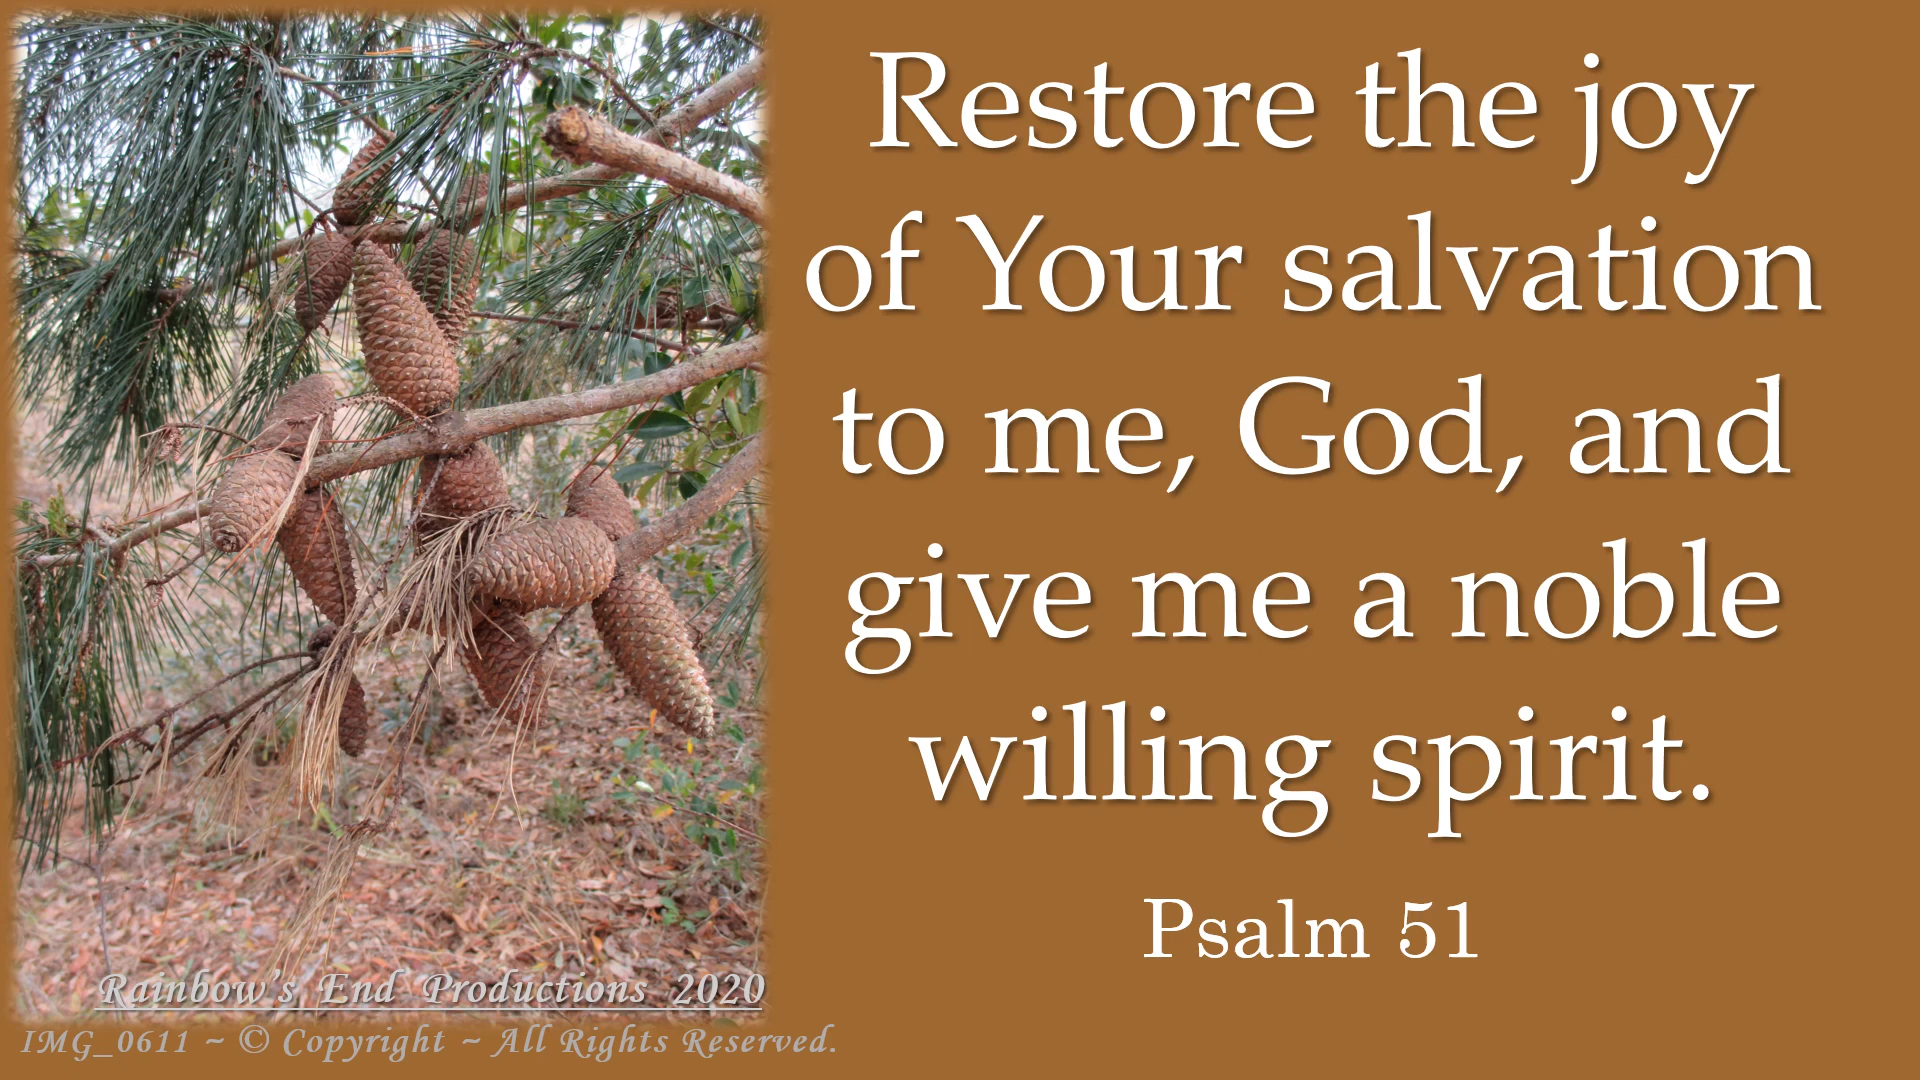 Restore the joy
of Your salvation
to me, God, and
give me a noble
willing spirit.
Psalm 51
Rainbow's End Productions 2020
IMG_0611 ~ © Copyright ~ All Rights Reserved.